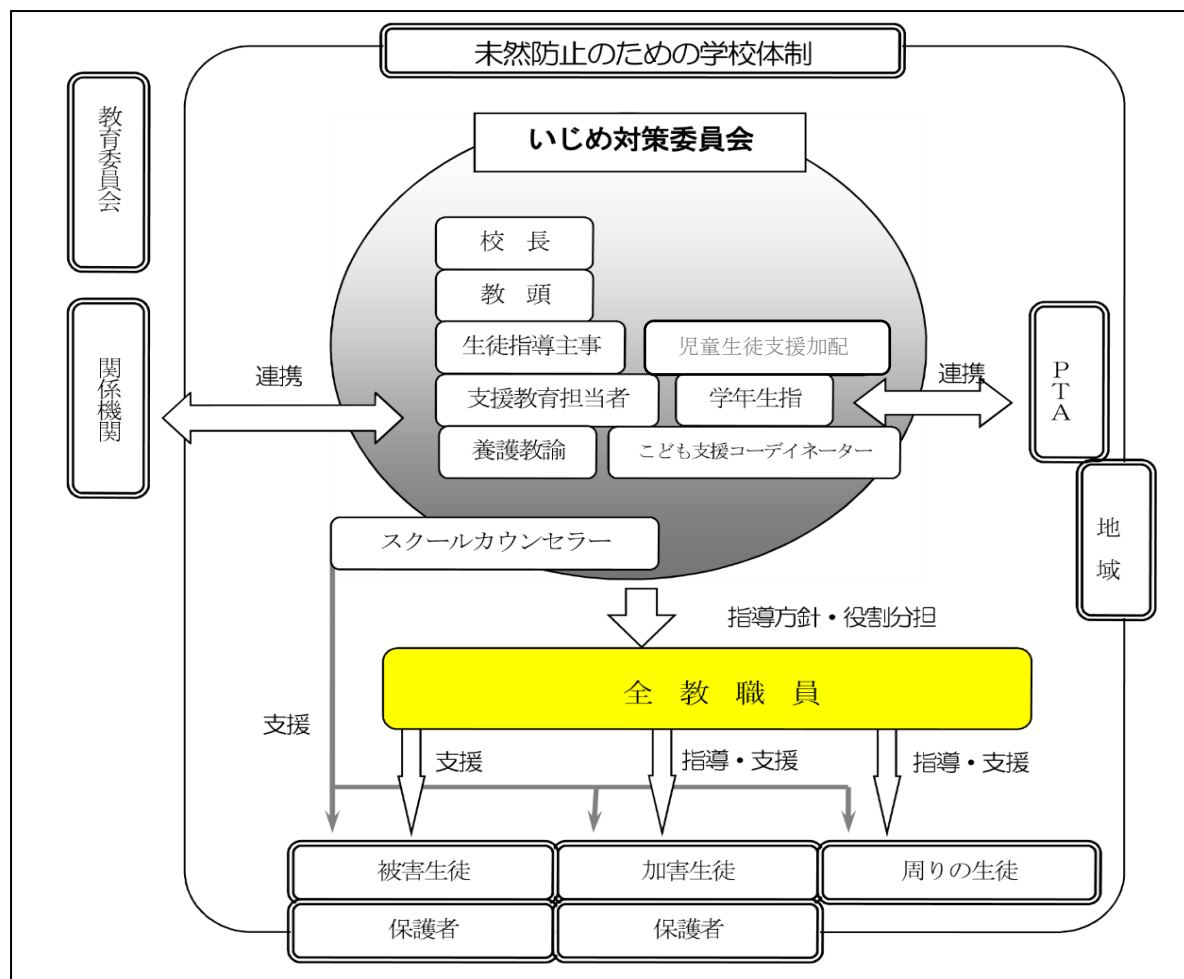 未然防止のための学校体制
教育委員会
関係機関
いじめ対策委員会
校 長
教 頭
生徒指導主事
児童生徒支援加配
支援教育担当者
学年生指
養護教諭
こども支援コーデイネーター
スクールカウンセラー
連携
連携
PTA
地 域
指導方針・役割分担
全 教 職 員
支援
支援
指導・支援
指導・支援
被害生徒
加害生徒
周りの生徒
保護者
保護者